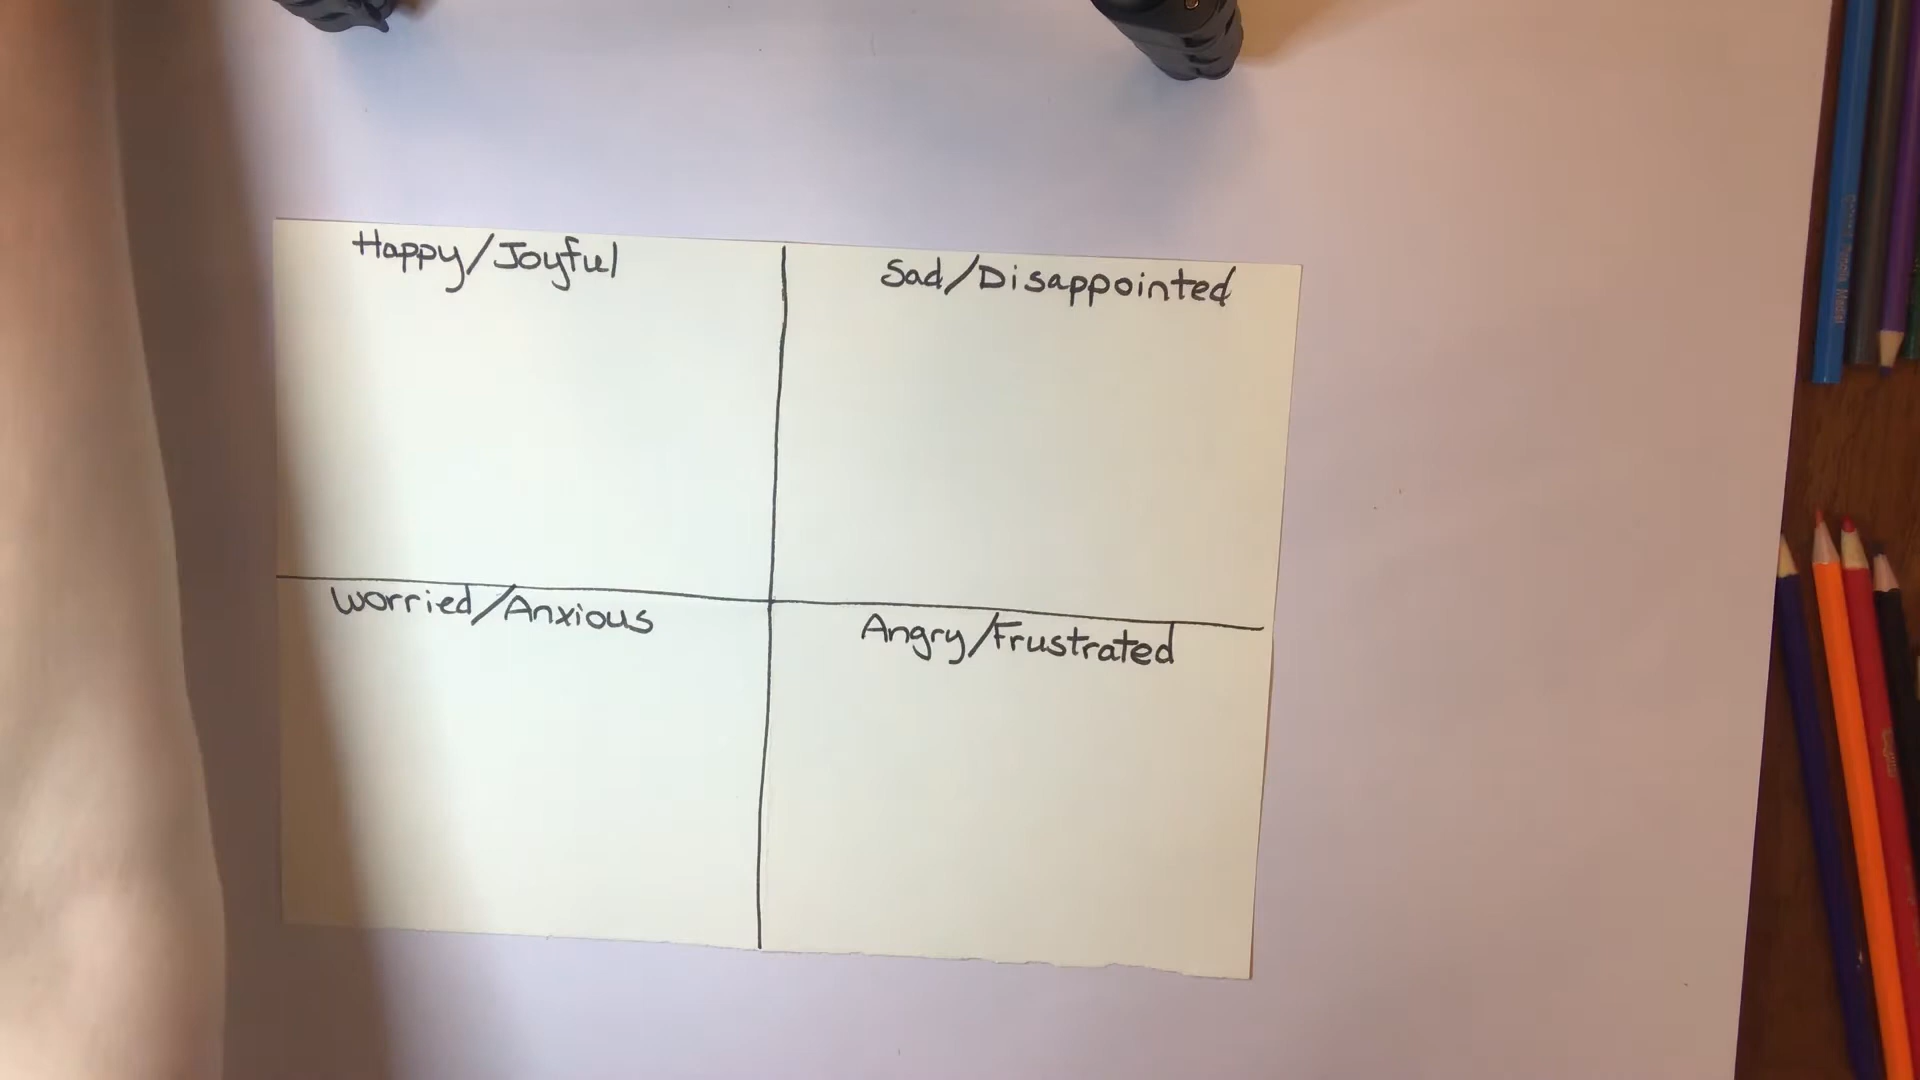 Happy/Joyful
Sad/Disappointed
Worried/Anxious
Angry/Frustrated